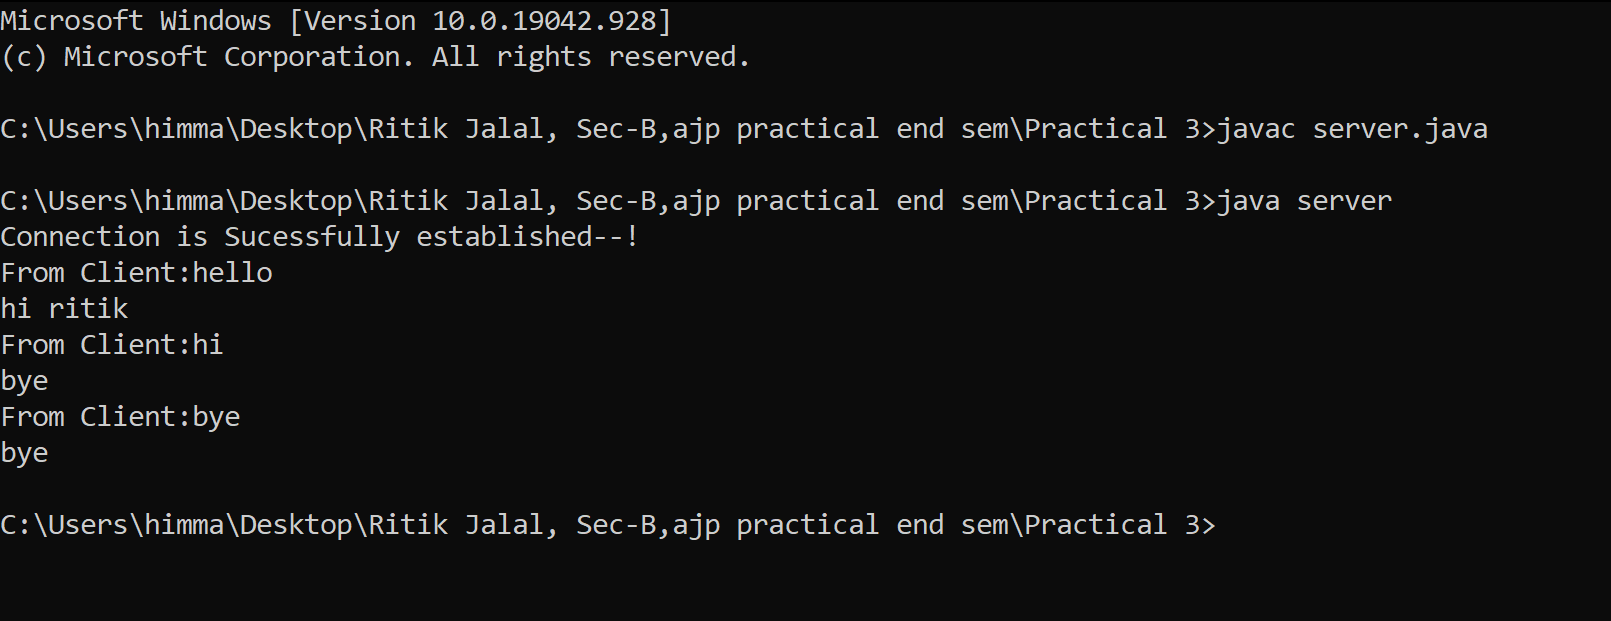 Microsoft Windows [Version 10.0.19042.928]
(c) Microsoft Corporation. All rights reserved.
C:\Users\himma\Desktop\Ritik Jalal, Sec-B,ajp practical end sem\Practical 3>javac server.java
C:\Users\himma\Desktop\Ritik Jalal, Sec-B,ajp practical end sem\Practical 3>java server
Connection is Sucessfully established--!
From Client:hello
hi ritik
From Client:hi
bye
From Client:bye
bye
C:\Users\himma\Desktop\Ritik Jalal, Sec-B,ajp practical end sem\Practical 3>